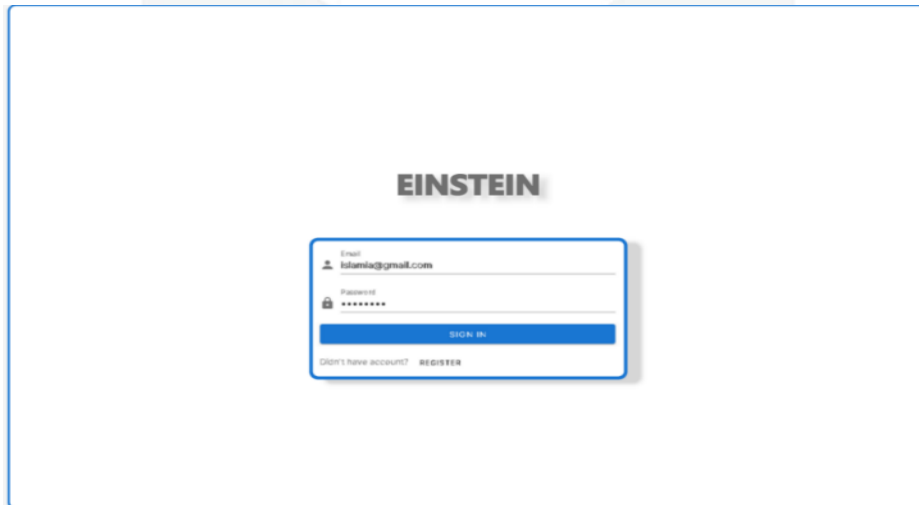 EINSTEIN
Email
islamia@gmail.com
Password
••••••••
SIGN IN
Didn't have account? REGISTER